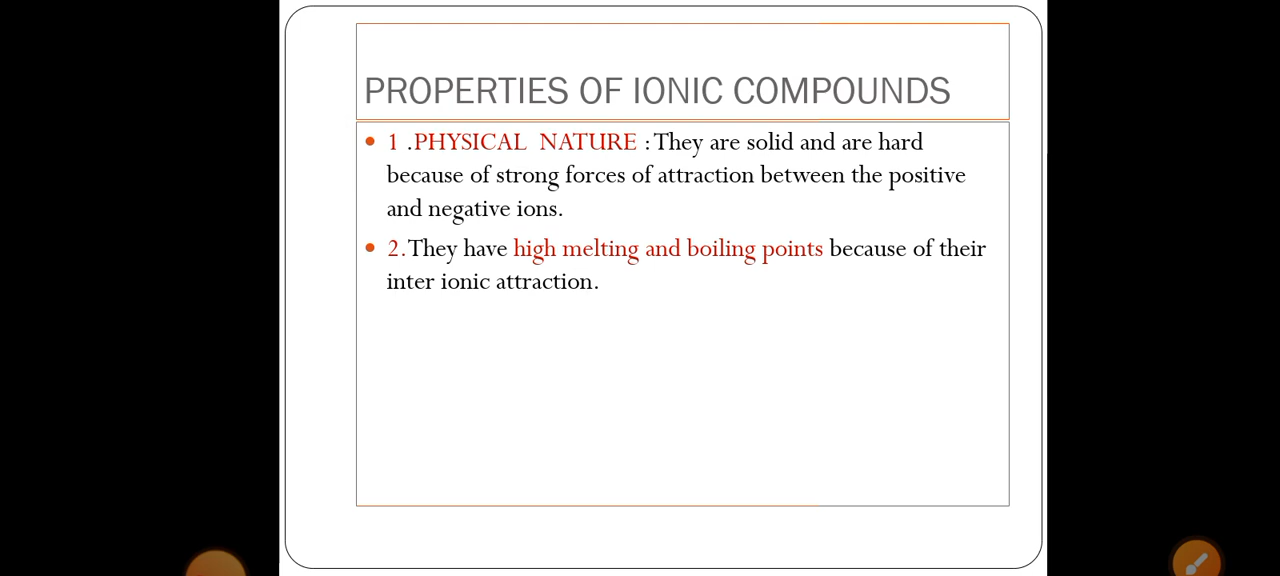 PROPERTIES OF IONIC COMPOUNDS
• 1 .PHYSICAL NATURE : They are solid and are hard
because of strong forces of attraction between the positive
and negative ions.
• 2.They have high melting and boiling points because of their
inter ionic attraction.